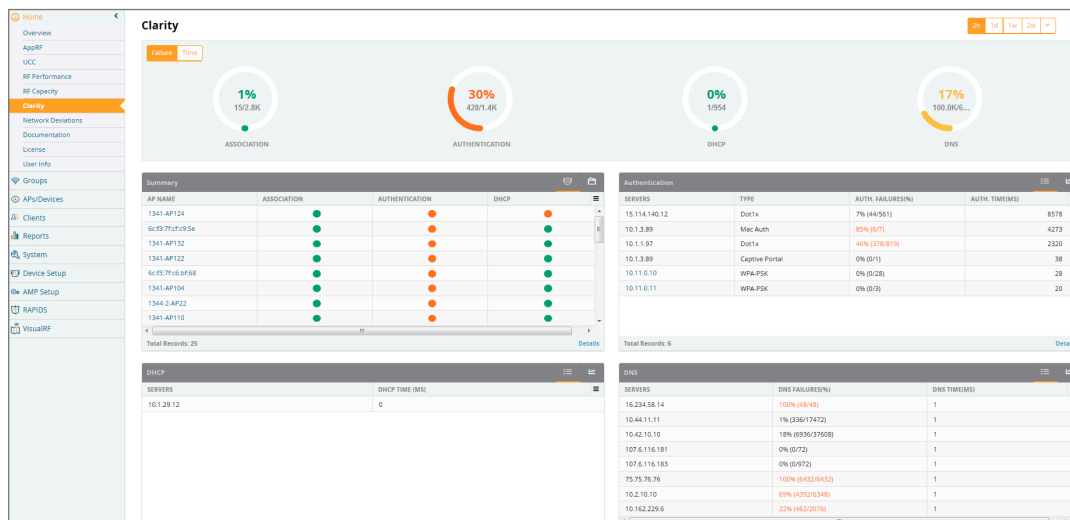 Home
Overview
AppRF
UCC
RF Performance
RF Capacity
Clarity
Network Deviations
Documentation
License
User Info
Groups
APs/Devices
Clients
Reports
System
Device Setup
AMP Setup
RAPIDS
VisualRF
Clarity
2h 1d 1w 2w
Failure Time
1% 30% 0% 17%
15/2.8K 428/1.4K 1/954 100.0K/6...
ASSOCIATION AUTHENTICATION DHCP DNS
Summary
AP NAME ASSOCIATION AUTHENTICATION DHCP
1341-AP124
6c:f3:7f:cf:c9:5e
1341-AP132
1341-AP122
6c:f3:7f:c6:bf:68
1341-AP104
1344-2-AP22
1341-AP110
Total Records: 25 Details
Authentication
SERVERS TYPE AUTH. FAILURES(%) AUTH. TIME(MS)
15.114.140.12 Dot1x 7% (44/561) 8578
10.1.3.89 Mac Auth 85% (6/7) 4273
10.1.1.97 Dot1x 46% (378/819) 2320
10.1.3.89 Captive Portal 0% (0/1) 38
10.11.0.10 WPA-PSK 0% (0/28) 28
10.11.0.11 WPA-PSK 0% (0/3) 20
Total Records: 6 Deta
DHCP
SERVERS DHCP TIME (MS)
10.1.29.12 0
DNS
SERVERS DNS FAILURES(%) DNS TIME(MS)
16.234.58.14 100% (48/48) 1
10.44.11.11 1% (336/17472) 1
10.42.10.10 18% (6936/37608) 1
107.6.116.181 0% (0/72) 1
107.6.116.183 0% (0/972) 1
75.75.76.76 100% (6432/6432) 1
10.2.10.10 69% (4392/6348) 1
10.162.229.6 22% (462/2076) 1